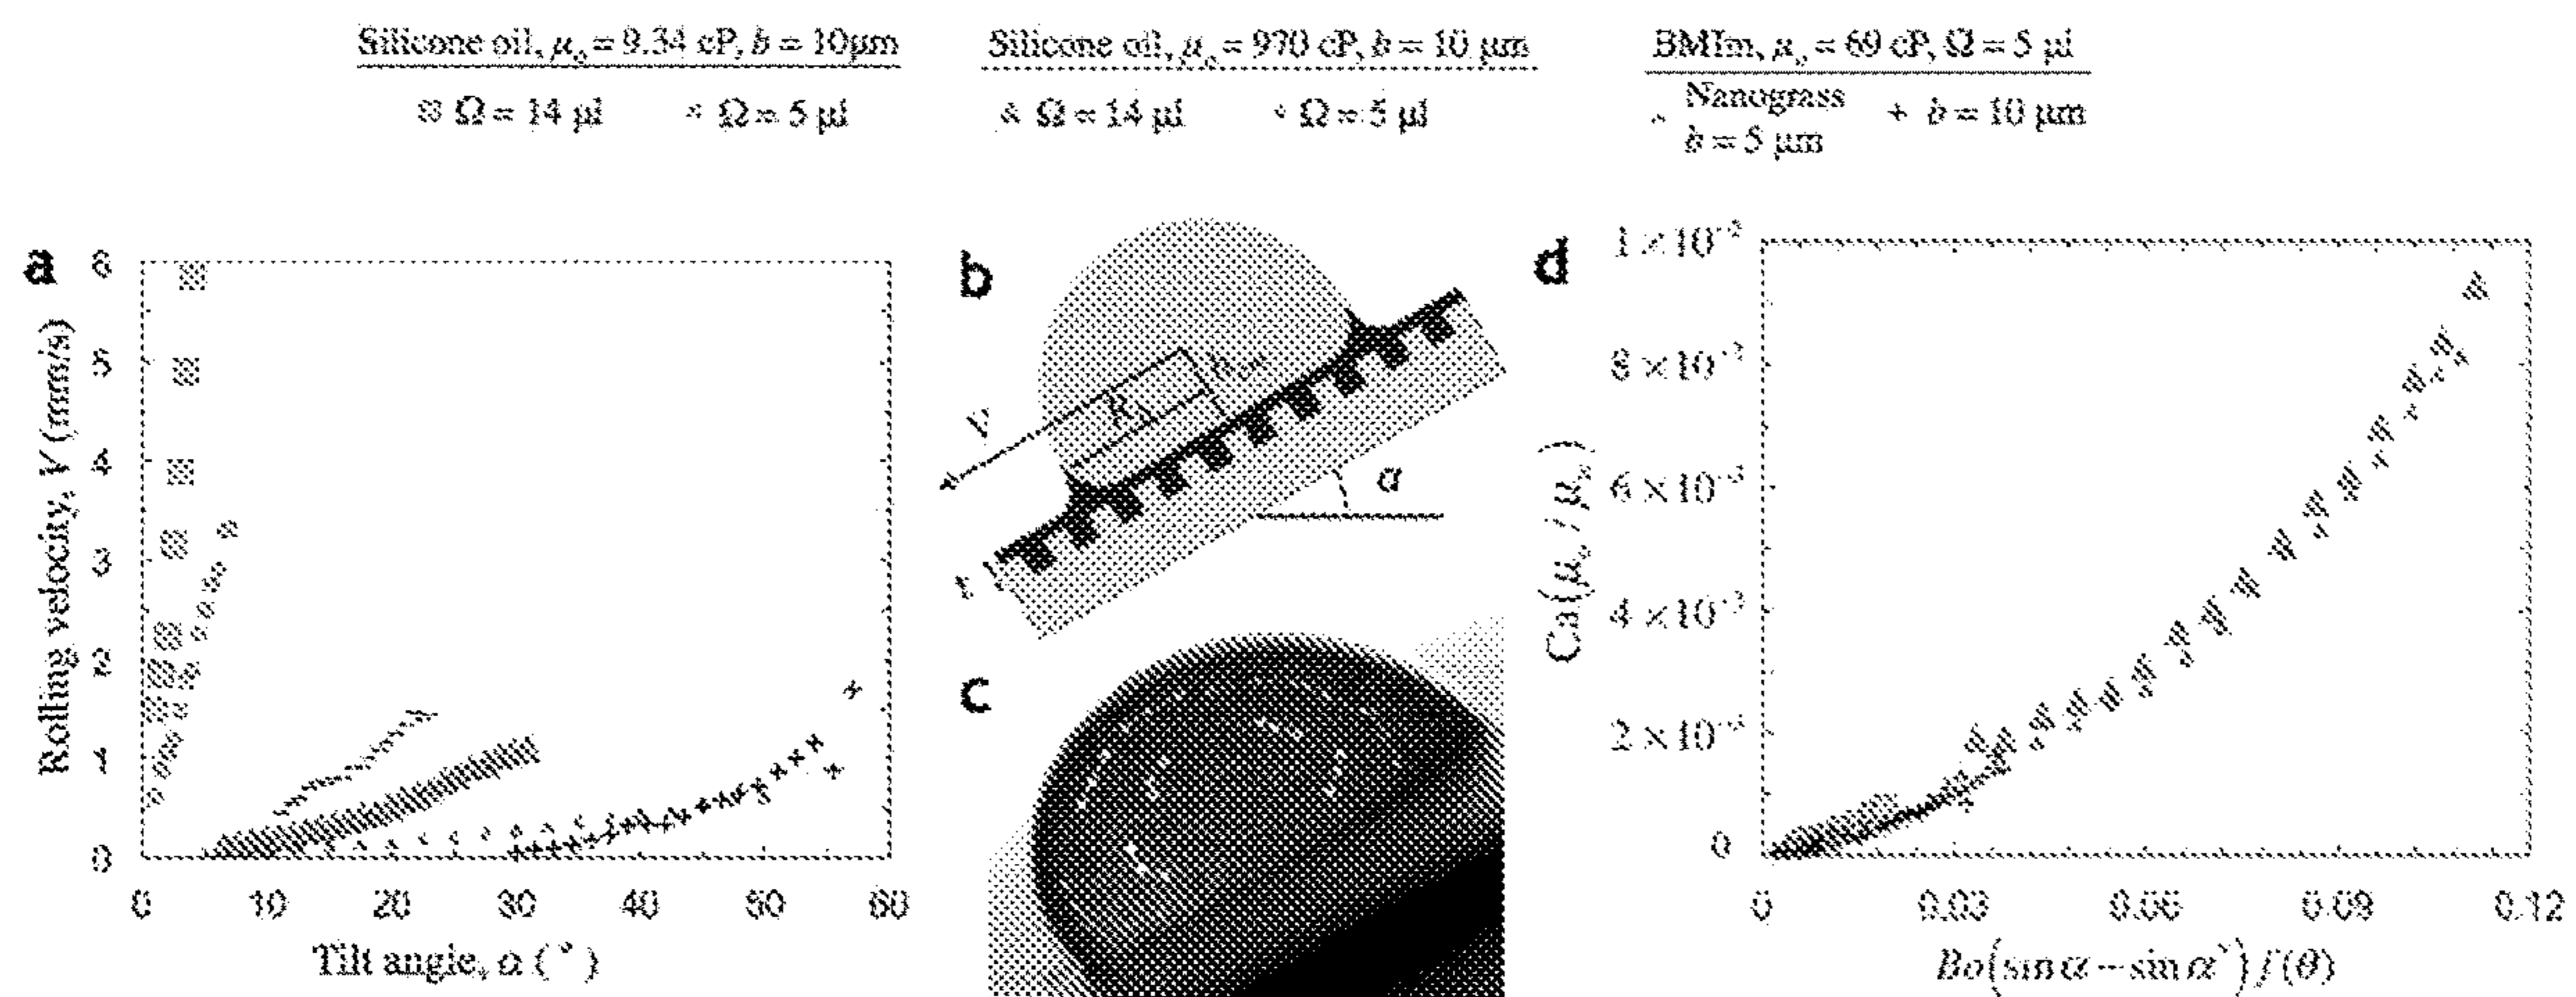 Silicone oil, μₒ = 9.34 cP, b = 10μm
Ω = 14 μl Ω = 5 μl
Silicone oil, μₒ = 970 cP, b = 10 μm
Ω = 14 μl Ω = 5 μl
BMIm, μₒ = 69 cP, Ω = 5 μl
Nanograss
b = 5 μm
+ b = 10 μm
a
Rolling velocity, V (mm/s)
6
5
4
3
2
1
0
0 10 20 30 40 50 60
Tilt angle, α (°)
b
V
α
t
c
d
Ca(μₒ / μ
0
0 0.03 0.06 0.09 0.12
Bo(sin α − sin α*) f(θ)